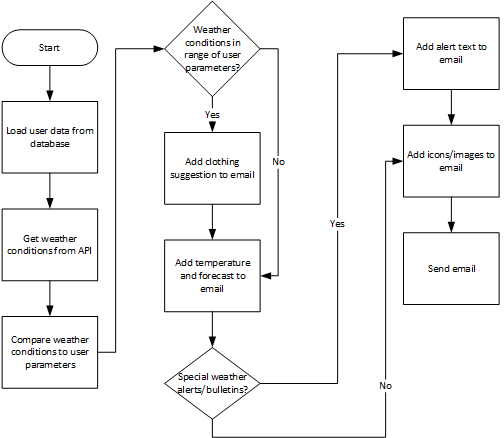 Start
Load user data from
database
Get weather
conditions from API
Compare weather
conditions to user
parameters
Weather
conditions in
range of user
parameters?
Yes
No
Add clothing
suggestion to email
Add temperature
and forecast to
email
Special weather
alerts/bulletins?
Yes
No
Add alert text to
email
Add icons/images to
email
Send email